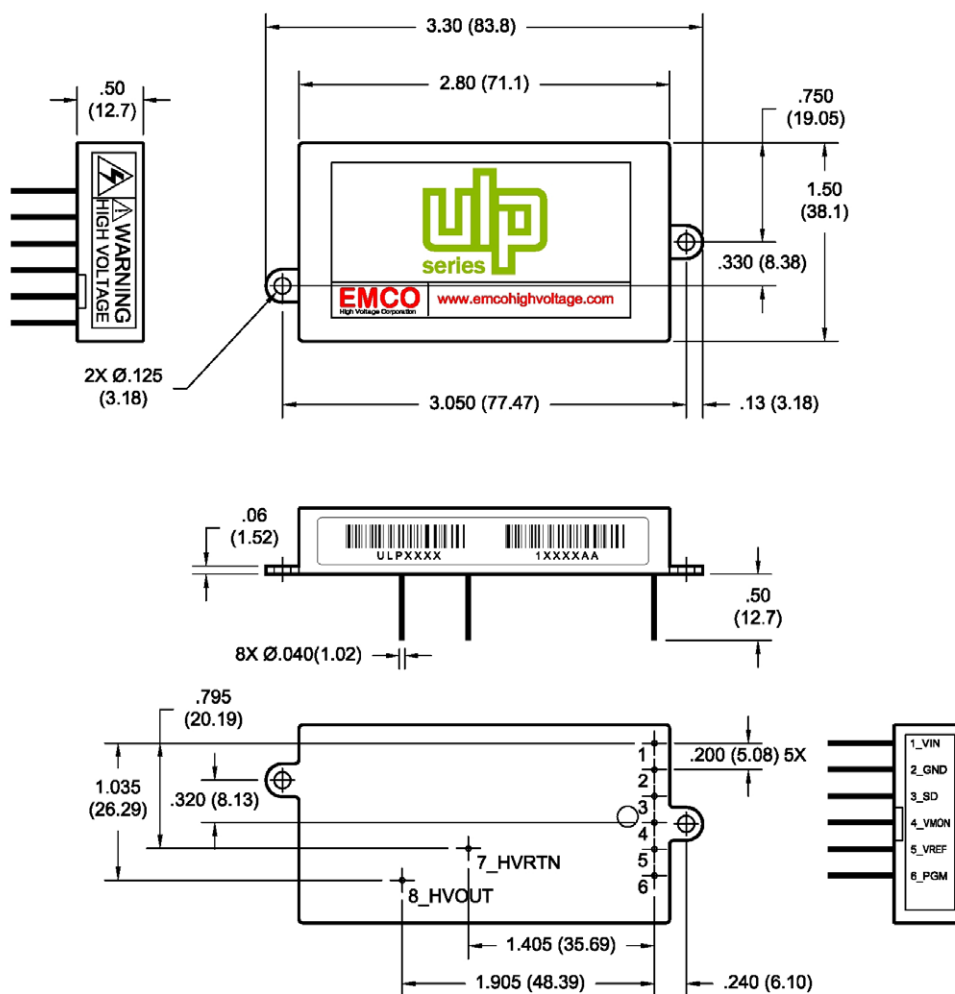 3.30 (83.8)
2.80 (71.1)
.50
(12.7)
.750
(19.05)
1.50
(38.1)
.330 (8.38)
WARNING
HIGH VOLTAGE
ulp
series
EMCO
High Voltage Corporation
www.emcohighvoltage.com
2X Ø.125
(3.18)
3.050 (77.47)
.13 (3.18)
.06
(1.52)
ULPXXXX
1XXXXAA
.50
(12.7)
8X Ø.040(1.02)
.795
(20.19)
1.035
(26.29)
.320 (8.13)
1
2
3
4
5
6
.200 (5.08) 5X
7_HVRTN
8_HVOUT
1.405 (35.69)
1.905 (48.39)
.240 (6.10)
1_VIN
2_GND
3_SD
4_VMON
5_VREF
6_PGM